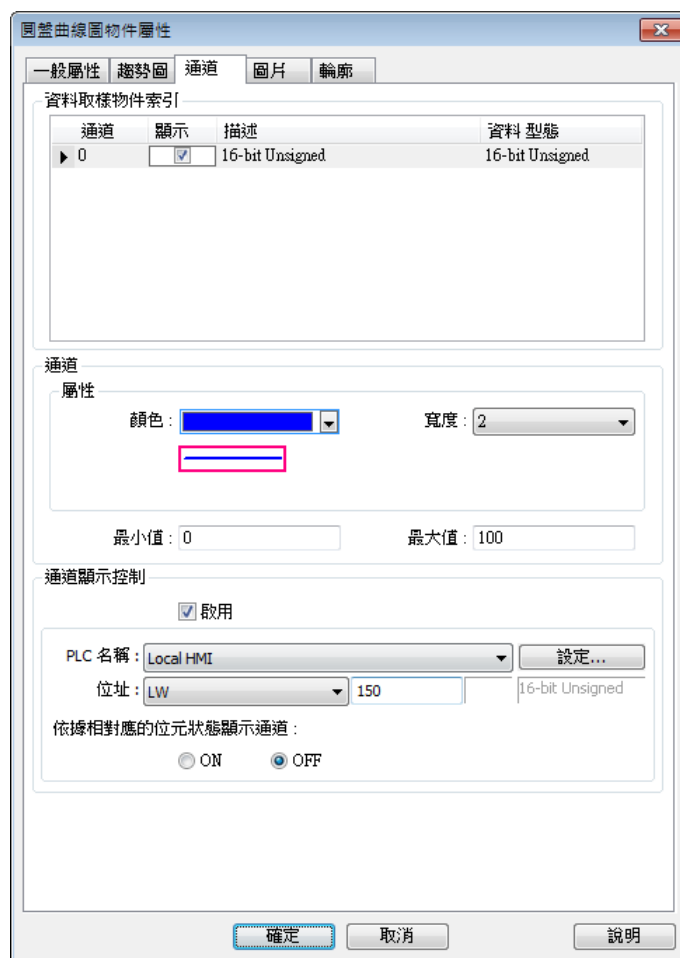 圓盤曲線圖物件屬性
一般屬性 趨勢圖 通道 圖片 輪廓
資料取樣物件索引
通道 顯示 描述 資料 型態
0 16-bit Unsigned 16-bit Unsigned
通道
屬性
顏色 : 寬度 : 2
最小值 : 0 最大值 : 100
通道顯示控制
啟用
PLC 名稱 : Local HMI 設定...
位址 : LW 150 16-bit Unsigned
依據相對應的位元狀態顯示通道 :
ON OFF
確定 取消 說明